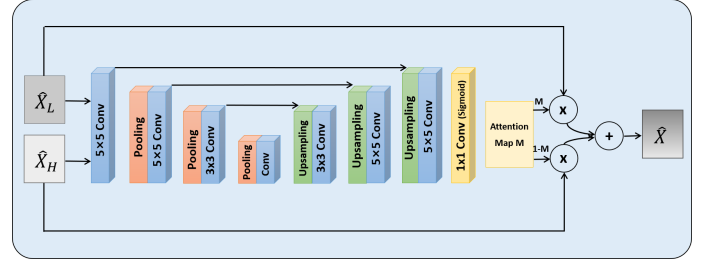 X̂_L
X̂_H
5×5 Conv
Pooling
5×5 Conv
Pooling
3x3 Conv
Pooling
Conv
Upsampling
3x3 Conv
Upsampling
5×5 Conv
Upsampling
5×5 Conv
1x1 Conv (Sigmoid)
Attention
Map M
M
1-M
x
x
+
X̂